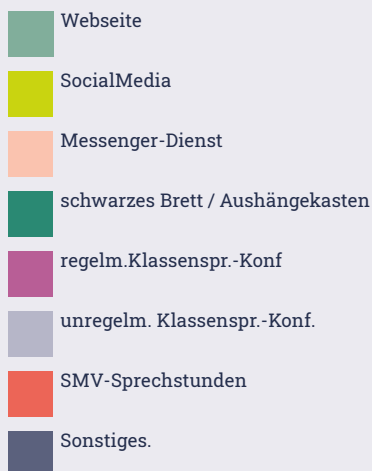 Webseite
SocialMedia
Messenger-Dienst
schwarzes Brett / Aushängekasten
regelm.Klassenspr.-Konf
unregelm. Klassenspr.-Konf.
SMV-Sprechstunden
Sonstiges.